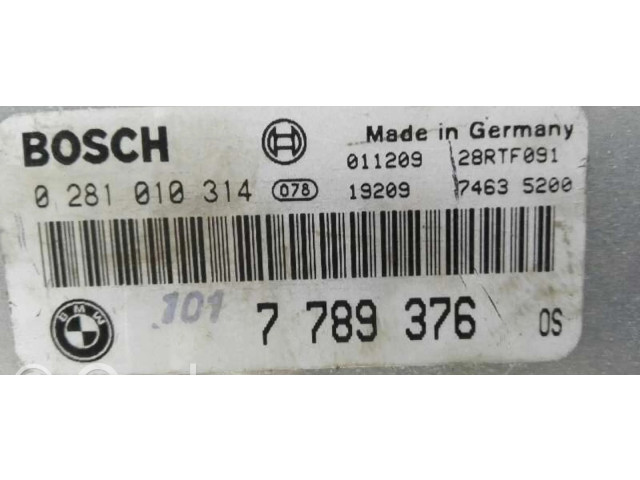 BOSCH Made in Germany
011209 28RTF091
0 281 010 314 078 19209 7463 5200
BMW 101 7 789 376 OS